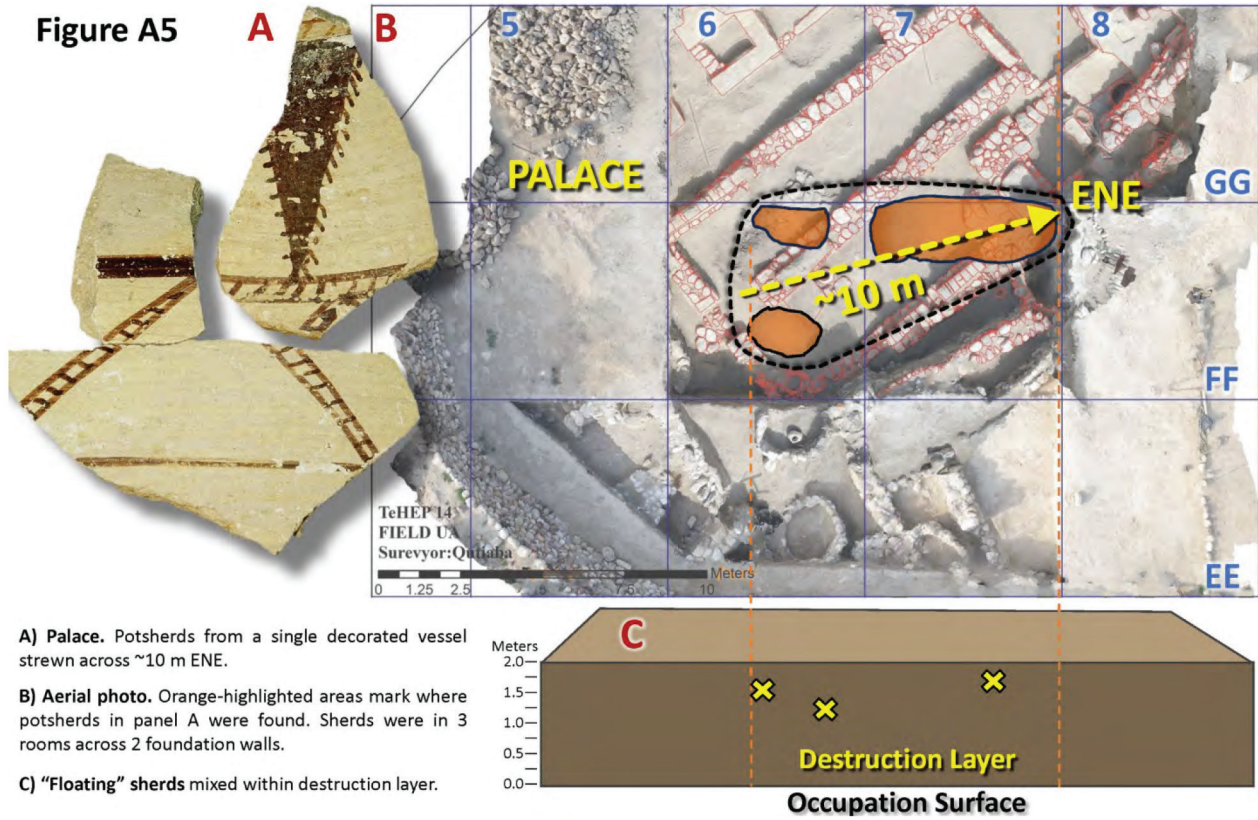 Figure A5
A
B
5
6
7
8
PALACE
ENE
~10 m
GG
FF
EE
TeHEP 14
FIELD UA
Surevyor:Qutiaba
Meters
0 1.25 2.5 5 7.5 10
A) Palace. Potsherds from a single decorated vessel
strewn across ~10 m ENE.
B) Aerial photo. Orange-highlighted areas mark where
potsherds in panel A were found. Sherds were in 3
rooms across 2 foundation walls.
C) “Floating” sherds mixed within destruction layer.
C
Meters
2.0
1.5
1.0
0.5
0.0
Destruction Layer
Occupation Surface